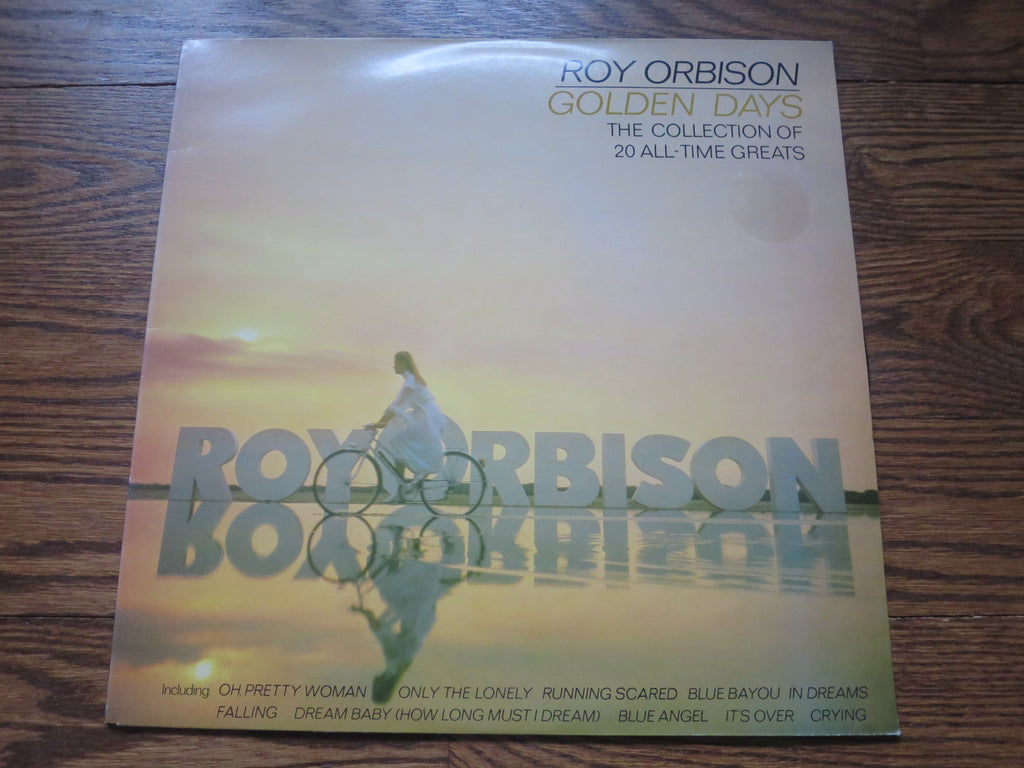 ROY ORBISON
GOLDEN DAYS
THE COLLECTION OF
20 ALL-TIME GREATS
ROY ORBISON
Including: OH, PRETTY WOMAN ONLY THE LONELY RUNNING SCARED BLUE BAYOU IN DREAMS
FALLING DREAM BABY (HOW LONG MUST I DREAM) BLUE ANGEL IT'S OVER CRYING